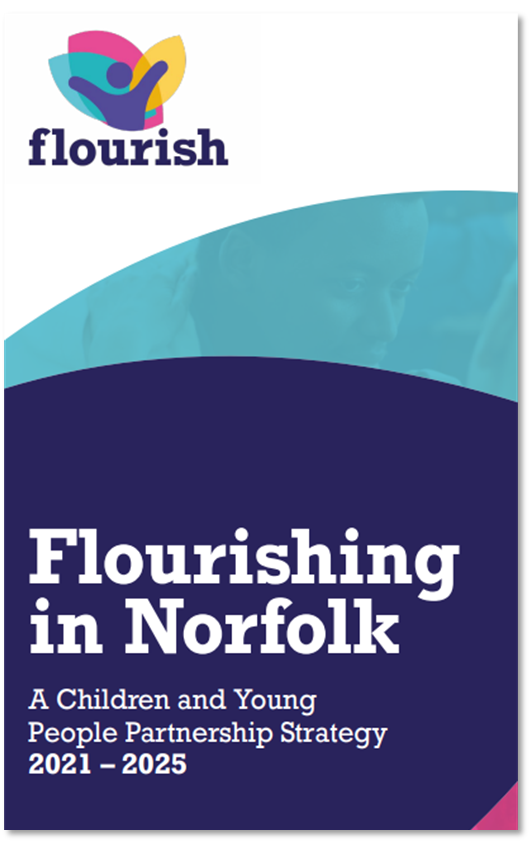 flourish
Flourishing
in Norfolk
A Children and Young
People Partnership Strategy
2021 – 2025